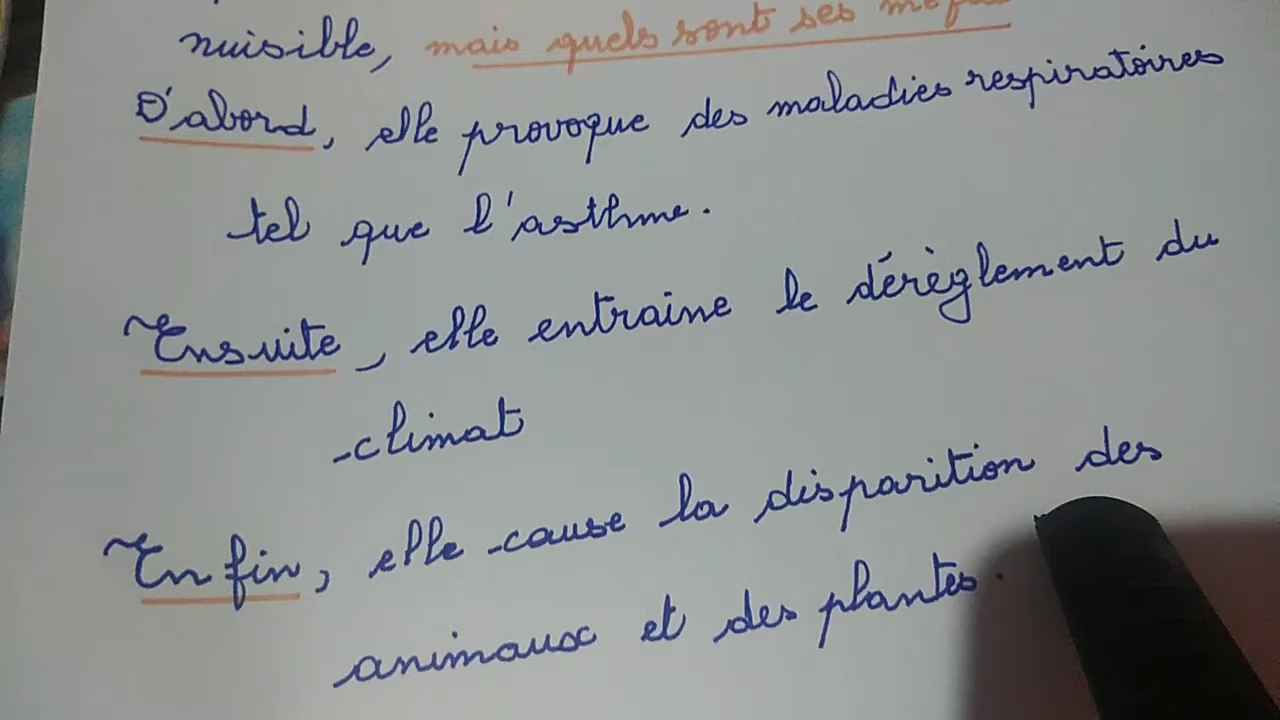 nuisible, mais quels sont ses
D'abord, elle provoque des maladies respiratoires
tel que l'asthme.
Ensuite, elle entraine le dérèglement du
climat
Enfin, elle cause la disparition des
animaux et des plantes.